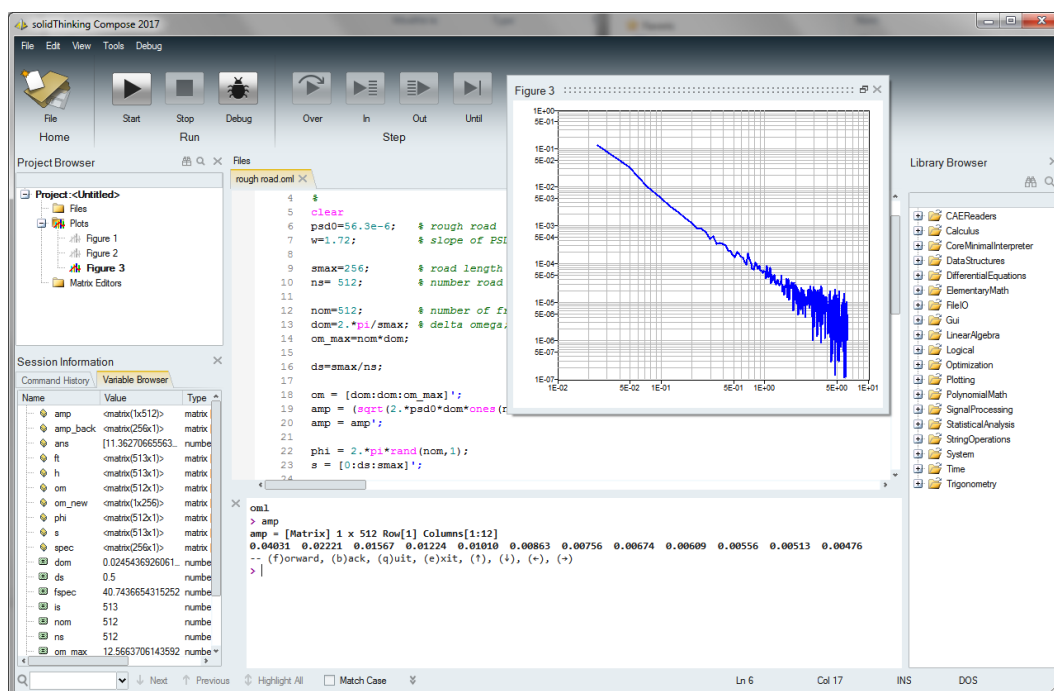 solidThinking Compose 2017
File Edit View Tools Debug
File
Home
Start Stop Debug
Run
Over In Out Until
Step
Project Browser
Project:<Untitled>
Files
Plots
Figure 1
Figure 2
Figure 3
Matrix Editors
Session Information
Command History Variable Browser
Name Value Type
amp <matrix(1x512)> matrix
amp_back <matrix(256x1)> matrix
ans [11.36270665563... numbe
ft <matrix(513x1)> matrix
h <matrix(513x1)> matrix
om <matrix(512x1)> matrix
om_new <matrix(1x256)> matrix
phi <matrix(512x1)> matrix
s <matrix(513x1)> matrix
spec <matrix(256x1)> matrix
dom 0.0245436926061... numbe
ds 0.5 numbe
fspec 40.7436654315252 numbe
is 513 numbe
nom 512 numbe
ns 512 numbe
om_max 12.5663706143592 numbe
Files
rough road.oml
4 %
5 clear
6 psd0=56.3e-6; % rough road
7 w=1.72; % slope of PSD
8
9 smax=256; % road length
10 ns= 512; % number road
11
12 nom=512; % number of fr
13 dom=2.*pi/smax; % delta omega,
14 om_max=nom*dom;
15
16 ds=smax/ns;
17
18 om = [dom:dom:om_max]';
19 amp = (sqrt(2.*psd0*dom*ones(n
20 amp = amp';
21
22 phi = 2.*pi*rand(nom,1);
23 s = [0:ds:smax]';
24
Figure 3
1E+00
5E-01
1E-01
5E-02
1E-02
5E-03
1E-03
5E-04
1E-04
5E-05
1E-05
5E-06
1E-06
5E-07
1E-07
1E-02 5E-02 1E-01 5E-01 1E+00 5E+00 1E+01
oml
> amp
amp = [Matrix] 1 x 512 Row[1] Columns[1:12]
0.04031 0.02221 0.01567 0.01224 0.01010 0.00863 0.00756 0.00674 0.00609 0.00556 0.00513 0.00476
-- (f)orward, (b)ack, (q)uit, (e)xit, (↑), (↓), (←), (→)
>
Library Browser
CAEReaders
Calculus
CoreMinimalInterpreter
DataStructures
DifferentialEquations
ElementaryMath
FileIO
Gui
LinearAlgebra
Logical
Optimization
Plotting
PolynomialMath
SignalProcessing
StatisticalAnalysis
StringOperations
System
Time
Trigonometry
Next Previous Highlight All Match Case
Ln 6 Col 17 INS DOS